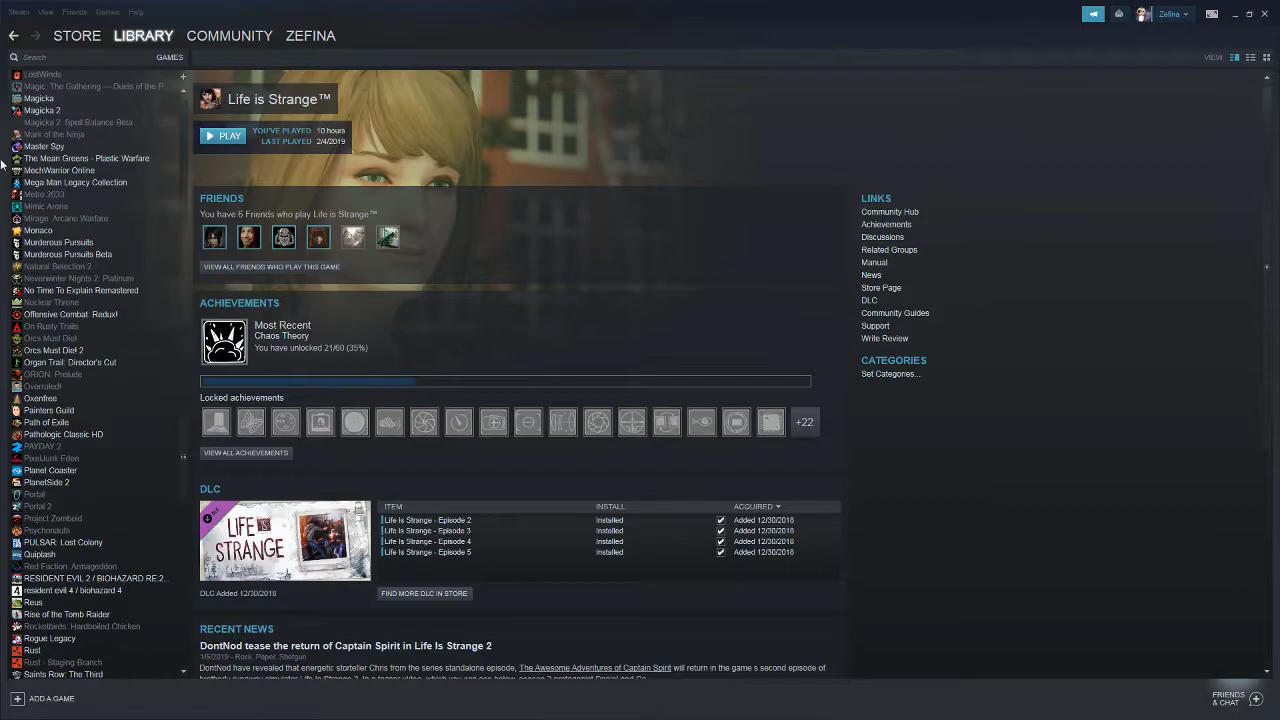 Steam View Friends Games Help
Zefina
STORE LIBRARY COMMUNITY ZEFINA
Search GAMES
VIEW
LostWinds
Magic: The Gathering — Duels of the P...
Magicka
Magicka 2
Magicka 2: Spell Balance Beta
Mark of the Ninja
Master Spy
The Mean Greens - Plastic Warfare
MechWarrior Online
Mega Man Legacy Collection
Metro 2033
Mimic Arena
Mirage: Arcane Warfare
Monaco
Murderous Pursuits
Murderous Pursuits Beta
Natural Selection 2
Neverwinter Nights 2: Platinum
No Time To Explain Remastered
Nuclear Throne
Offensive Combat: Redux!
On Rusty Trails
Orcs Must Die!
Orcs Must Die! 2
Organ Trail: Director's Cut
ORION: Prelude
Overruled!
Oxenfree
Painters Guild
Path of Exile
Pathologic Classic HD
PAYDAY 2
PixelJunk Eden
Planet Coaster
PlanetSide 2
Portal
Portal 2
Project Zomboid
Psychonauts
PULSAR: Lost Colony
Quiplash
Red Faction: Armageddon
RESIDENT EVIL 2 / BIOHAZARD RE:2...
resident evil 4 / biohazard 4
Reus
Rise of the Tomb Raider
Rocketbirds: Hardboiled Chicken
Rogue Legacy
Rust
Rust - Staging Branch
Saints Row: The Third
ADD A GAME
Life is Strange™
PLAY
YOU'VE PLAYED 10 hours
LAST PLAYED 2/4/2019
FRIENDS
You have 6 Friends who play Life is Strange™
VIEW ALL FRIENDS WHO PLAY THIS GAME
ACHIEVEMENTS
Most Recent
Chaos Theory
You have unlocked 21/60 (35%)
Locked achievements
+22
VIEW ALL ACHIEVEMENTS
DLC
DLC
LIFE IS STRANGE
DLC Added 12/30/2018
ITEM INSTALL ACQUIRED
Life Is Strange - Episode 2 Installed Added 12/30/2018
Life Is Strange - Episode 3 Installed Added 12/30/2018
Life Is Strange - Episode 4 Installed Added 12/30/2018
Life Is Strange - Episode 5 Installed Added 12/30/2018
FIND MORE DLC IN STORE
RECENT NEWS
DontNod tease the return of Captain Spirit in Life Is Strange 2
1/5/2019 - Rock, Paper, Shotgun
DontNod have revealed that energetic storyteller Chris from the series standalone episode, The Awesome Adventures of Captain Spirit will return in the game s second episode of
LINKS
Community Hub
Achievements
Discussions
Related Groups
Manual
News
Store Page
DLC
Community Guides
Support
Write Review
CATEGORIES
Set Categories...
FRIENDS
& CHAT